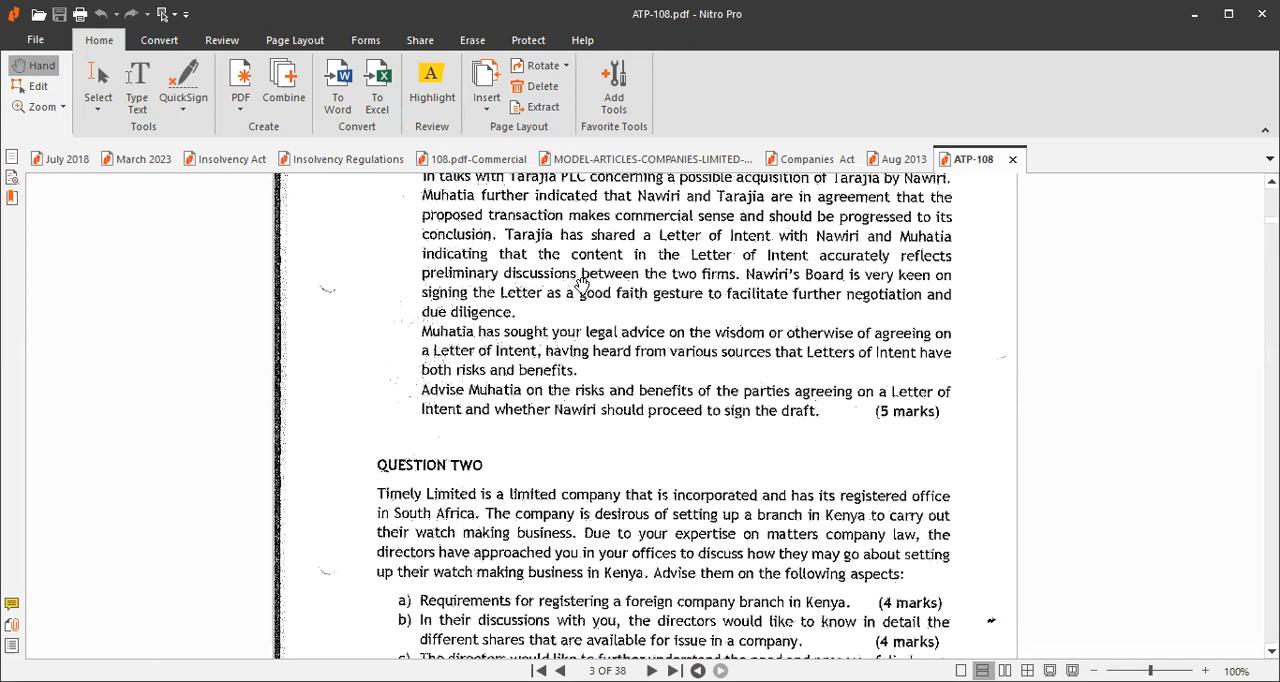 ATP-108.pdf - Nitro Pro
File Home Convert Review Page Layout Forms Share Erase Protect Help
Hand
Edit
Zoom
Select
Type Text
QuickSign
Tools
PDF
Combine
Create
To Word
To Excel
Convert
A
Highlight
Review
Insert
Rotate
Delete
Extract
Page Layout
Add Tools
Favorite Tools
July 2018 March 2023 Insolvency Act Insolvency Regulations 108.pdf-Commercial MODEL-ARTICLES-COMPANIES-LIMITED-... Companies Act Aug 2013 ATP-108
in talks with Tarajia PLC concerning a possible acquisition of Tarajia by Nawiri.
Muhatia further indicated that Nawiri and Tarajia are in agreement that the
proposed transaction makes commercial sense and should be progressed to its
conclusion. Tarajia has shared a Letter of Intent with Nawiri and Muhatia
indicating that the content in the Letter of Intent accurately reflects
preliminary discussions between the two firms. Nawiri's Board is very keen on
signing the Letter as a good faith gesture to facilitate further negotiation and
due diligence.
Muhatia has sought your legal advice on the wisdom or otherwise of agreeing on
a Letter of Intent, having heard from various sources that Letters of Intent have
both risks and benefits.
Advise Muhatia on the risks and benefits of the parties agreeing on a Letter of
Intent and whether Nawiri should proceed to sign the draft. (5 marks)
QUESTION TWO
Timely Limited is a limited company that is incorporated and has its registered office
in South Africa. The company is desirous of setting up a branch in Kenya to carry out
their watch making business. Due to your expertise on matters company law, the
directors have approached you in your offices to discuss how they may go about setting
up their watch making business in Kenya. Advise them on the following aspects:
a) Requirements for registering a foreign company branch in Kenya. (4 marks)
b) In their discussions with you, the directors would like to know in detail the
different shares that are available for issue in a company. (4 marks)
3 OF 38
100%